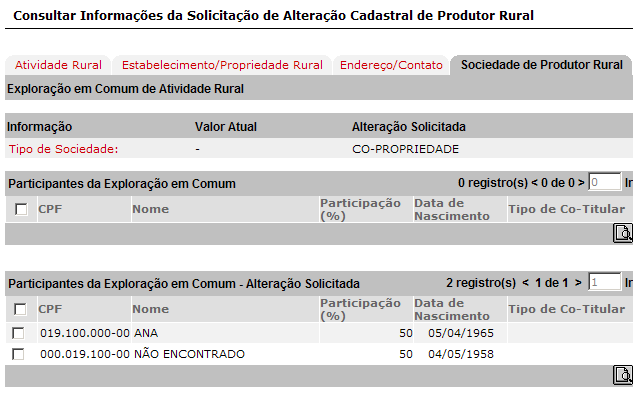 Consultar Informações da Solicitação de Alteração Cadastral de Produtor Rural
Atividade Rural Estabelecimento/Propriedade Rural Endereço/Contato Sociedade de Produtor Rural
Exploração em Comum de Atividade Rural
Informação Valor Atual Alteração Solicitada
Tipo de Sociedade: - CO-PROPRIEDADE
Participantes da Exploração em Comum 0 registro(s) < 0 de 0 > 0 Ir
CPF Nome Participação (%) Data de Nascimento Tipo de Co-Titular
Participantes da Exploração em Comum - Alteração Solicitada 2 registro(s) < 1 de 1 > 1 Ir
CPF Nome Participação (%) Data de Nascimento Tipo de Co-Titular
019.100.000-00 ANA 50 05/04/1965
000.019.100-00 NÃO ENCONTRADO 50 04/05/1958